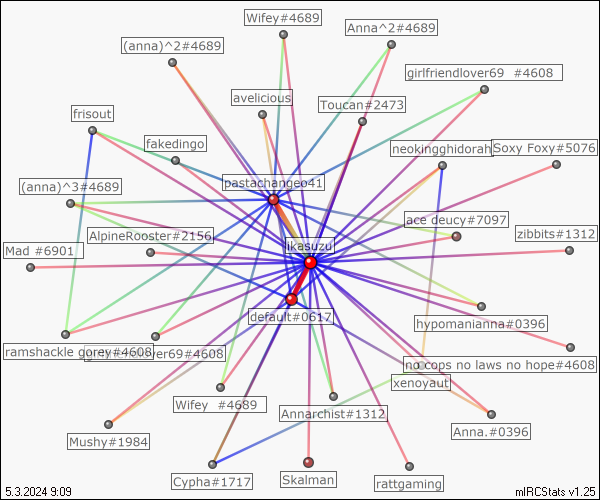 Wifey#4689
Anna^2#4689
(anna)^2#4689
girlfriendlover69 #4608
avelicious
Toucan#2473
frisout
fakedingo
neokingghidorah
Soxy Foxy#5076
pastachangeo41
(anna)^3#4689
ace deucy#7097
AlpineRooster#2156
zibbits#1312
Mad #6901
ikasuzu
default#0617
hypomanianna#0396
ramshackle gorey#4608
no cops no laws no hope#4608
xenoyaut
Wifey #4689
Annarchist#1312
Anna.#0396
Mushy#1984
Cypha#1717
Skalman
rattgaming
5.3.2024 9:09
mIRCStats v1.25